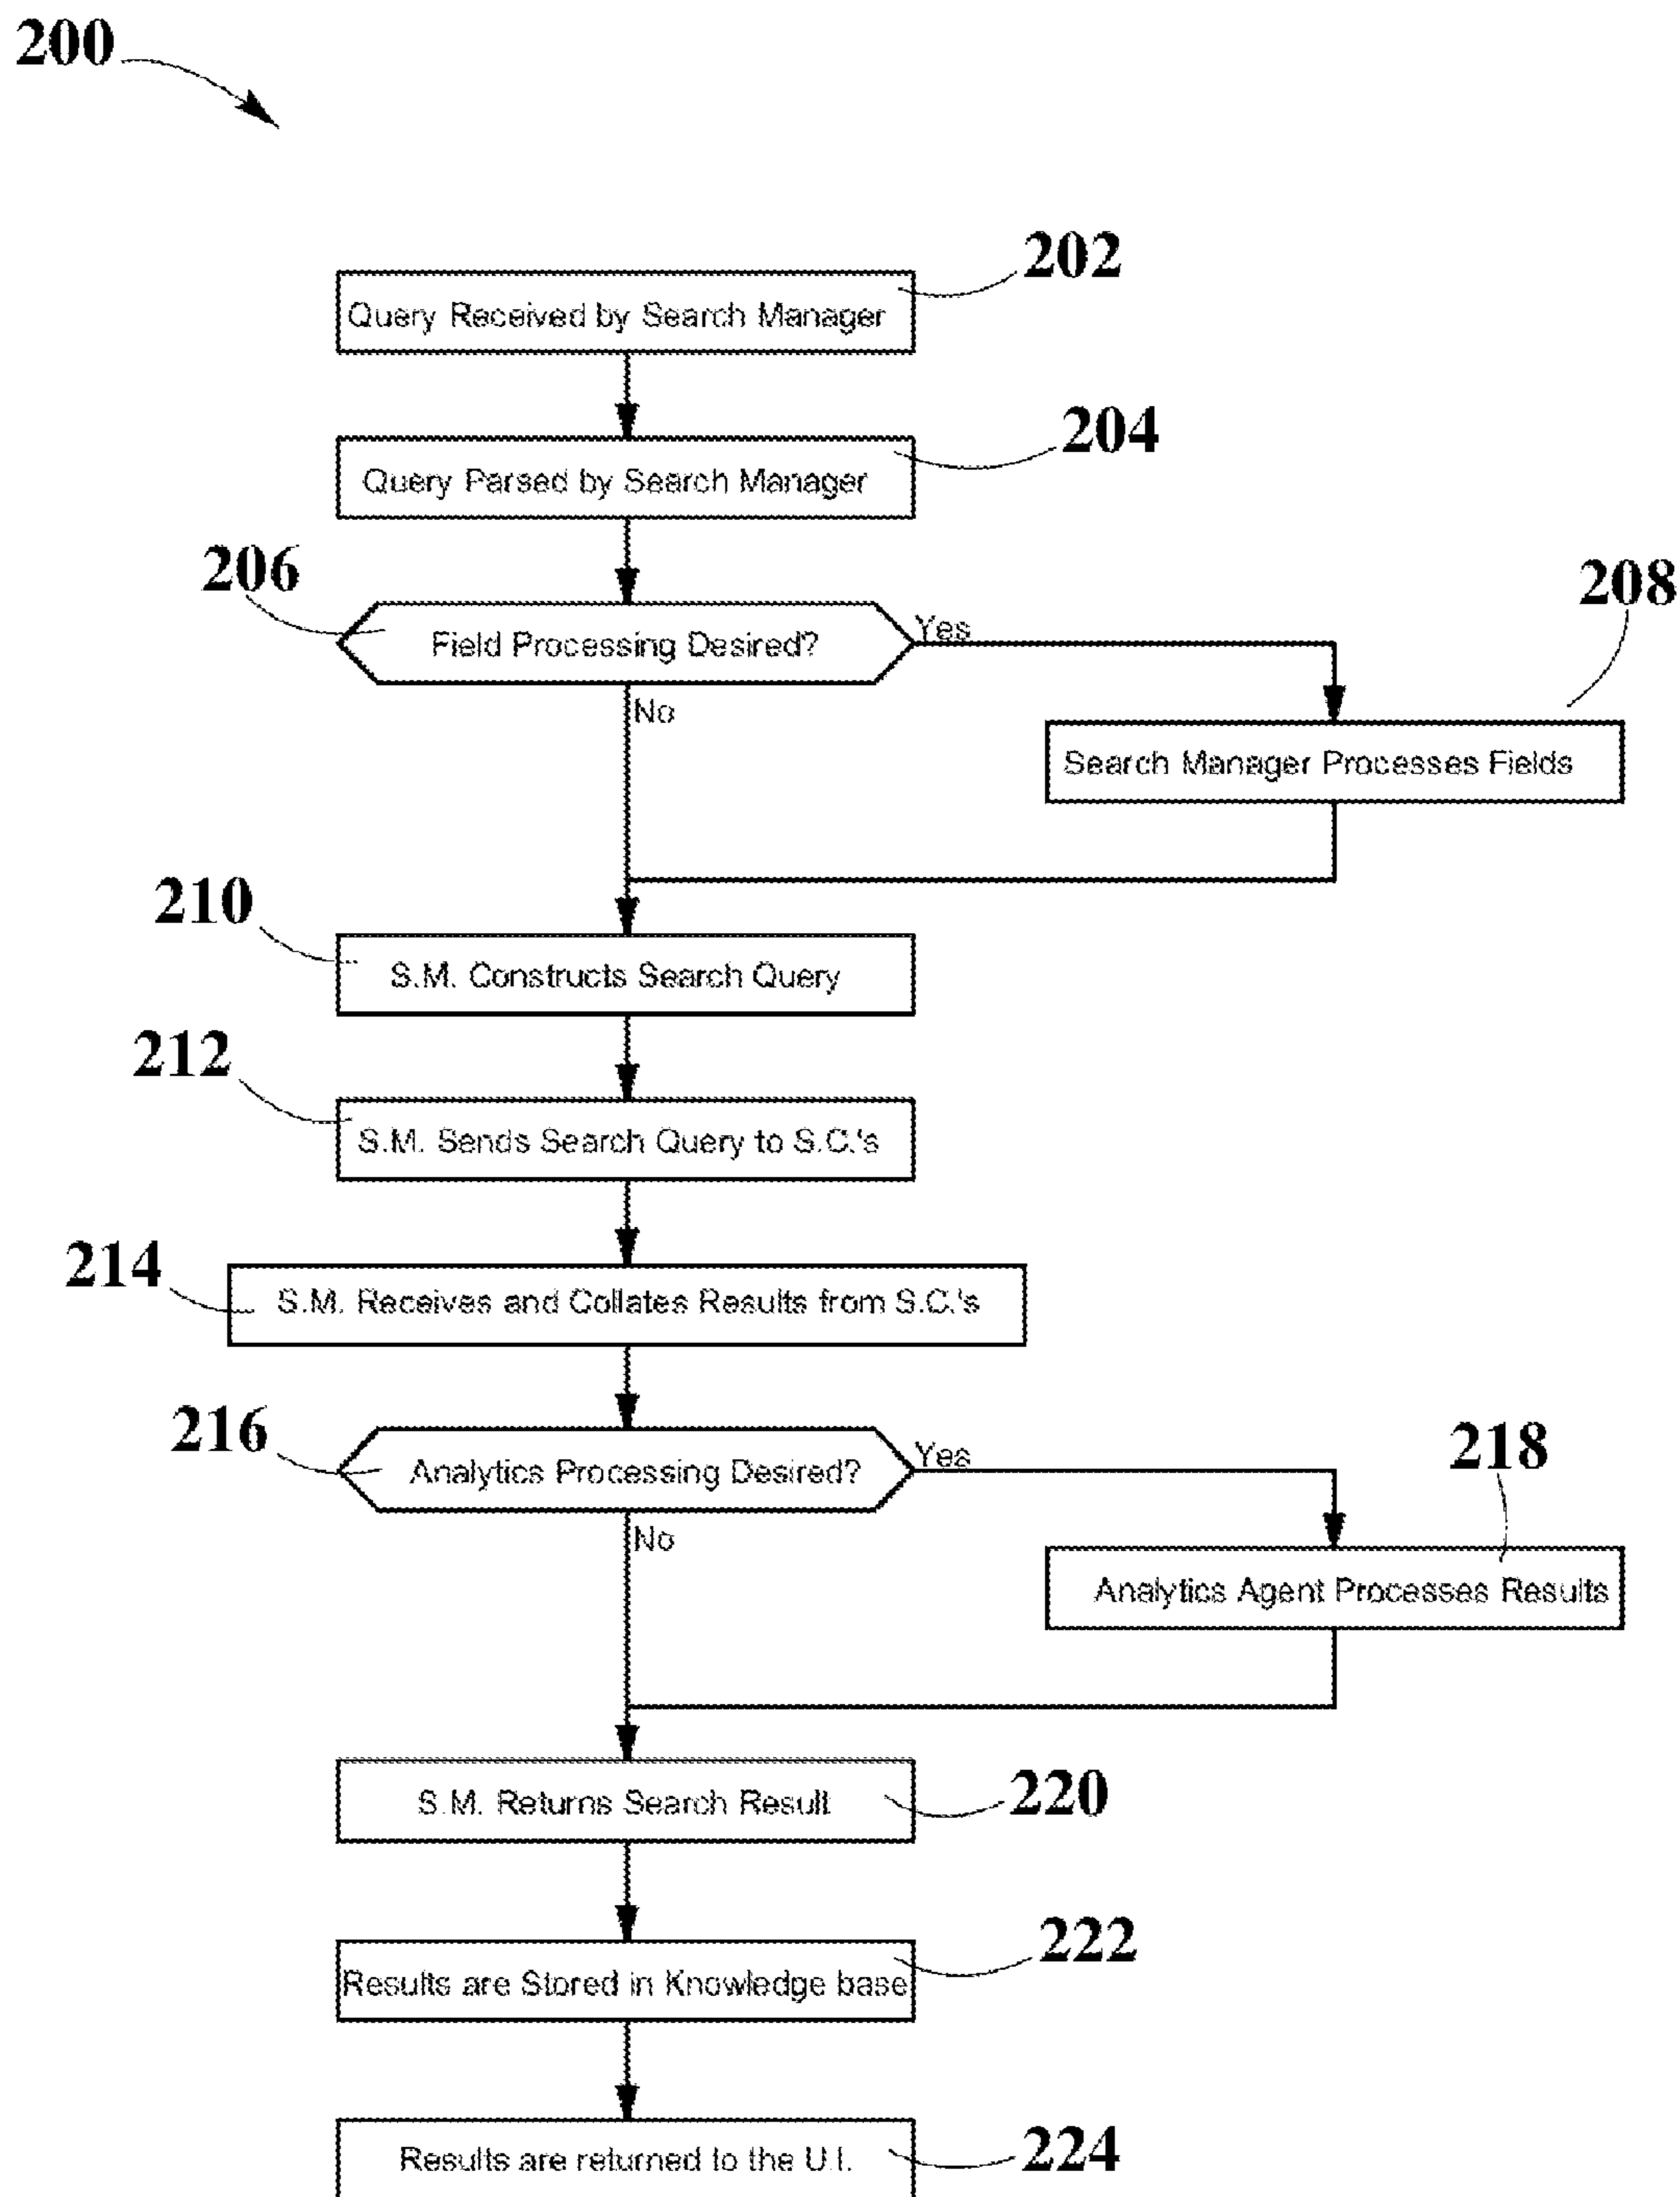 200
202
Query Received by Search Manager
204
Query Parsed by Search Manager
206
208
Field Processing Desired?
Yes
No
Search Manager Processes Fields
210
S.M. Constructs Search Query
212
S.M. Sends Search Query to S.C.'s
214
S.M. Receives and Collates Results from S.C.'s
216
218
Analytics Processing Desired?
Yes
No
Analytics Agent Processes Results
S.M. Returns Search Result
220
222
Results are Stored in Knowledge base
Results are returned to the U.I.
224